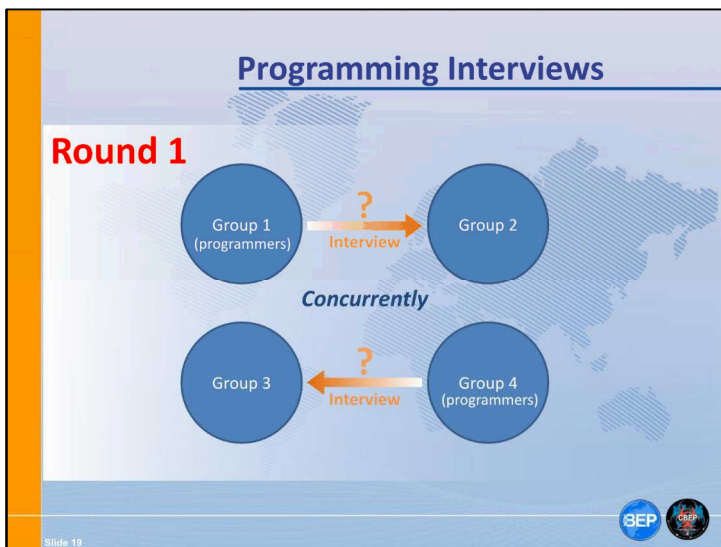 Programming Interviews
Round 1
Group 1
(programmers)
?
Interview
Group 2
Concurrently
Group 3
?
Interview
Group 4
(programmers)
BEP
CBEP
Slide 19